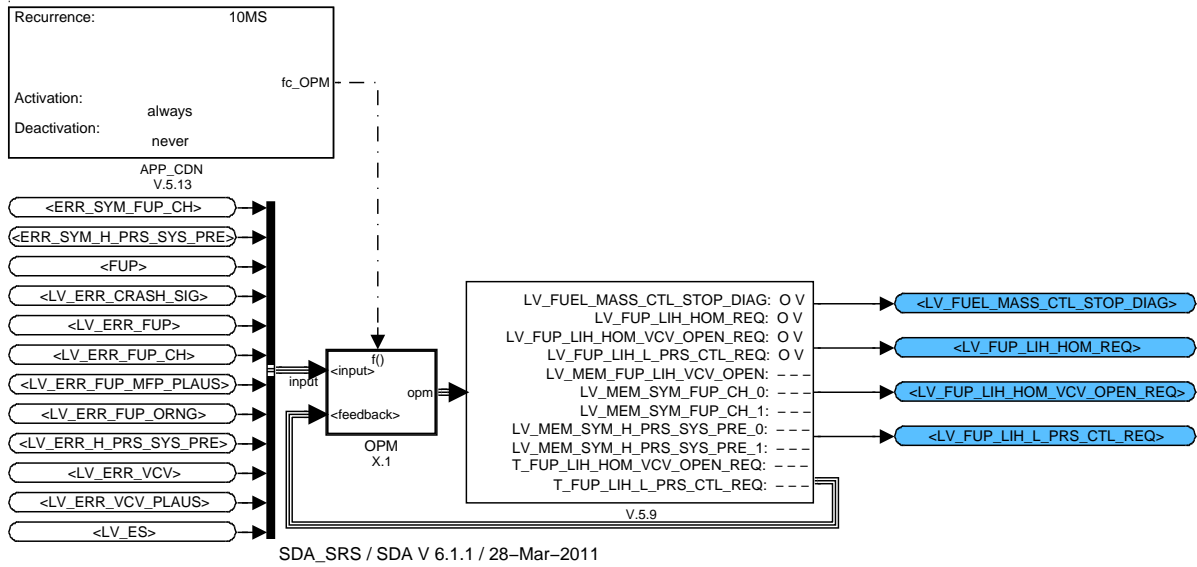 Recurrence: 10MS
fc_OPM
Activation:
always
Deactivation:
never
APP_CDN
V.5.13
<ERR_SYM_FUP_CH>
<ERR_SYM_H_PRS_SYS_PRE>
<FUP>
<LV_ERR_CRASH_SIG>
<LV_ERR_FUP>
<LV_ERR_FUP_CH>
<LV_ERR_FUP_MFP_PLAUS>
<LV_ERR_FUP_ORNG>
<LV_ERR_H_PRS_SYS_PRE>
<LV_ERR_VCV>
<LV_ERR_VCV_PLAUS>
<LV_ES>
input
f()
<input>
opm
<feedback>
OPM
X.1
LV_FUEL_MASS_CTL_STOP_DIAG: O V
LV_FUP_LIH_HOM_REQ: O V
LV_FUP_LIH_HOM_VCV_OPEN_REQ: O V
LV_FUP_LIH_L_PRS_CTL_REQ: O V
LV_MEM_FUP_LIH_VCV_OPEN: – – –
LV_MEM_SYM_FUP_CH_0: – – –
LV_MEM_SYM_FUP_CH_1: – – –
LV_MEM_SYM_H_PRS_SYS_PRE_0: – – –
LV_MEM_SYM_H_PRS_SYS_PRE_1: – – –
T_FUP_LIH_HOM_VCV_OPEN_REQ: – – –
T_FUP_LIH_L_PRS_CTL_REQ: – – –
V.5.9
<LV_FUEL_MASS_CTL_STOP_DIAG>
<LV_FUP_LIH_HOM_REQ>
<LV_FUP_LIH_HOM_VCV_OPEN_REQ>
<LV_FUP_LIH_L_PRS_CTL_REQ>
SDA_SRS / SDA V 6.1.1 / 28–Mar–2011